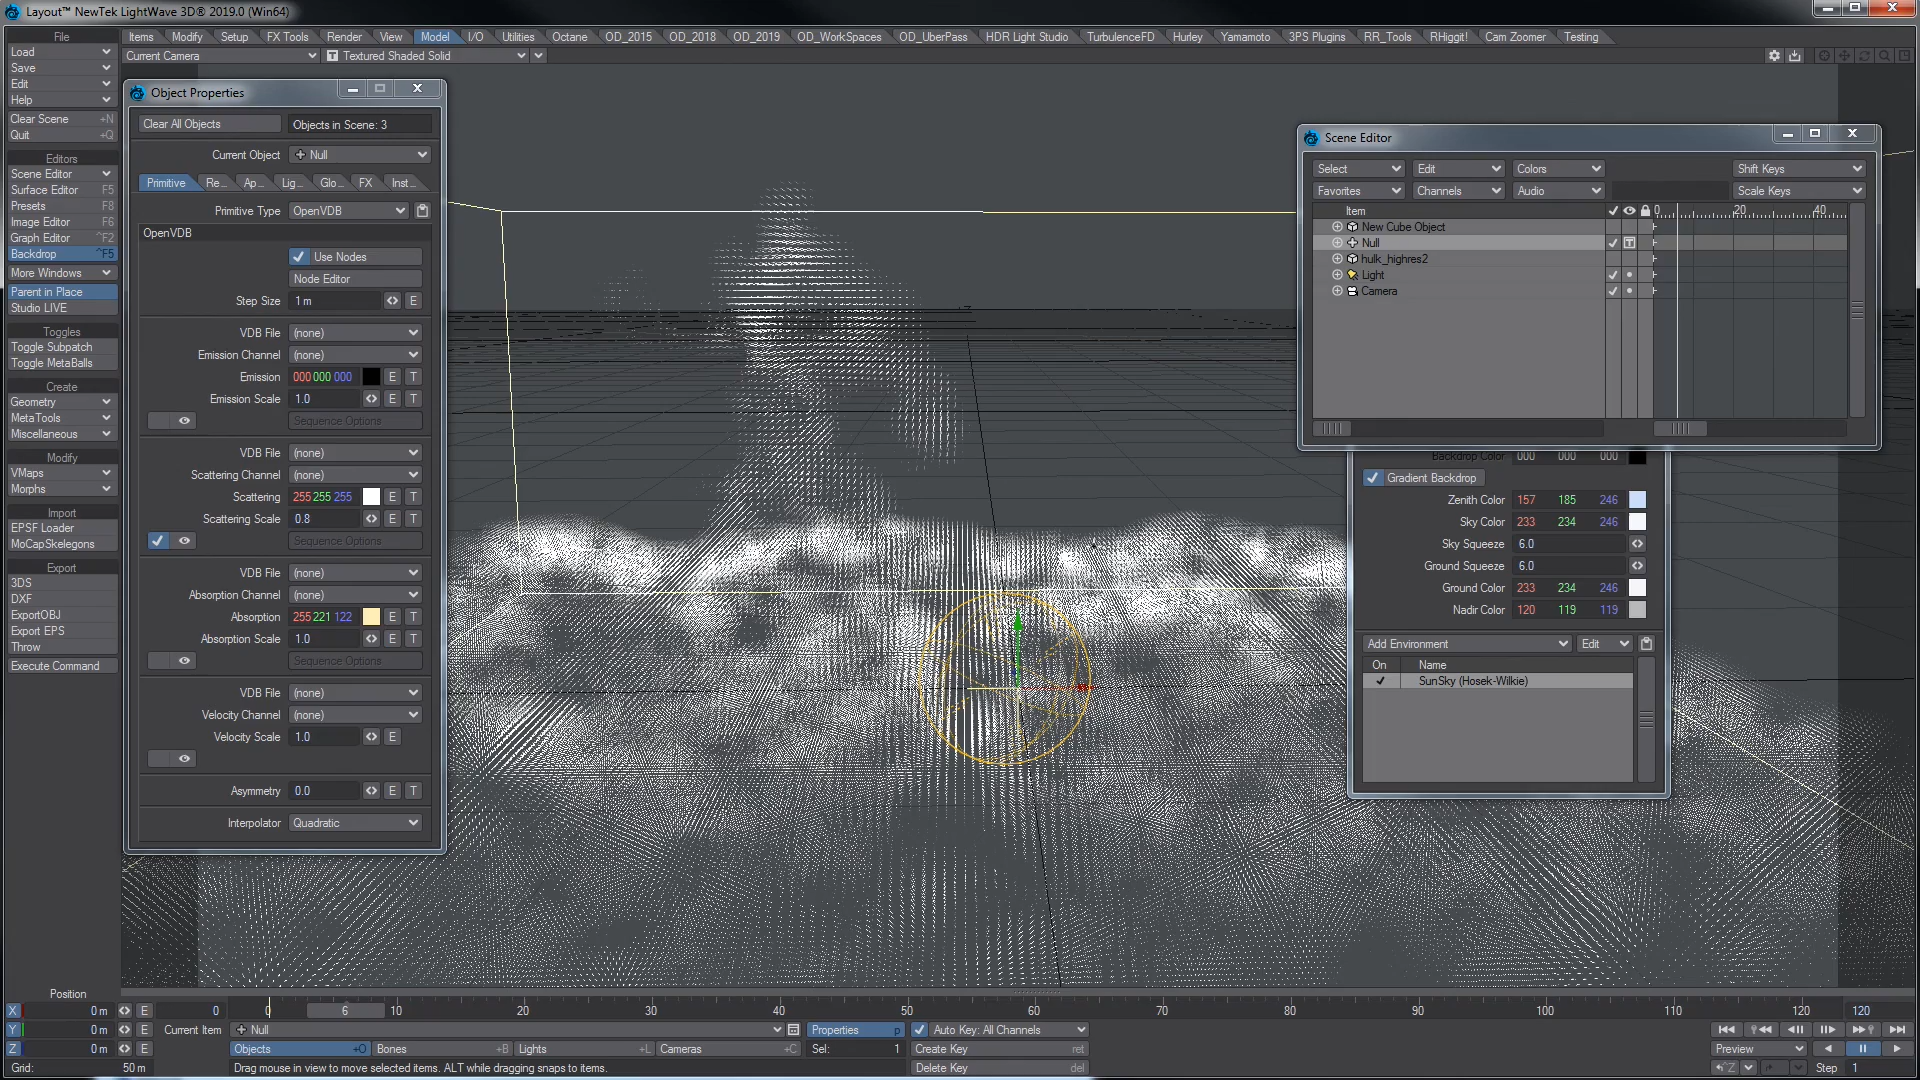 Layout™ NewTek LightWave 3D® 2019.0 (Win64)
File
Items Modify Setup FX Tools Render View Model I/O Utilities Octane OD_2015 OD_2018 OD_2019 OD_WorkSpaces OD_UberPass HDR Light Studio TurbulenceFD Hurley Yamamoto 3PS Plugins RR_Tools RHiggit! Cam Zoomer Testing
Current Camera T Textured Shaded Solid
Load
Save
Edit
Help
Clear Scene +N
Quit +Q
Editors
Scene Editor
Surface Editor F5
Presets F8
Image Editor F6
Graph Editor ^F2
Backdrop ^F5
More Windows
Parent in Place
Studio LIVE
Toggles
Toggle Subpatch
Toggle MetaBalls
Create
Geometry
MetaTools
Miscellaneous
Modify
VMaps
Morphs
Import
EPSF Loader
MoCapSkelegons
Export
3DS
DXF
ExportOBJ
Export EPS
Throw
Execute Command
Object Properties
Clear All Objects Objects in Scene: 3
Current Object Null
Primitive Re... Ap... Lig... Glo... FX Inst...
Primitive Type OpenVDB
OpenVDB
Use Nodes
Node Editor
Step Size 1 m E
VDB File (none)
Emission Channel (none)
Emission 000 000 000 E T
Emission Scale 1.0 E T
Sequence Options
VDB File (none)
Scattering Channel (none)
Scattering 255 255 255 E T
Scattering Scale 0.8 E T
Sequence Options
VDB File (none)
Absorption Channel (none)
Absorption 255 221 122 E T
Absorption Scale 1.0 E T
Sequence Options
VDB File (none)
Velocity Channel (none)
Velocity Scale 1.0 E
Asymmetry 0.0 E T
Interpolator Quadratic
Scene Editor
Select Edit Colors Shift Keys
Favorites Channels Audio Scale Keys
Item 0 20 40
New Cube Object
Null T
hulk_highres2
Light
Camera
Backdrop Color 000 000 000
Gradient Backdrop
Zenith Color 157 185 246
Sky Color 233 234 246
Sky Squeeze 6.0
Ground Squeeze 6.0
Ground Color 233 234 246
Nadir Color 120 119 119
Add Environment Edit
On Name
SunSky (Hosek-Wilkie)
Position
X 0 m E 0 0 6 10 20 30 40 50 60 70 80 90 100 110 120 120
Y 0 m E Current Item Null Properties p Auto Key: All Channels
Z 0 m E Objects +O Bones +B Lights +L Cameras +C Sel: 1 Create Key ret Preview
Grid: 50 m Drag mouse in view to move selected items. ALT while dragging snaps to items. Delete Key del ^Z Step 1